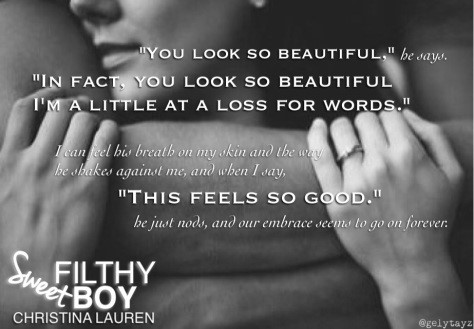 "YOU LOOK SO BEAUTIFUL," he says.
"IN FACT, YOU LOOK SO BEAUTIFUL
I'M A LITTLE AT A LOSS FOR WORDS."
I can feel his breath on my skin and the way
he shakes against me, and when I say,
"THIS FEELS SO GOOD."
he just nods, and our embrace seems to go on forever.
Sweet FILTHY
BOY
CHRISTINA LAUREN
@gelytayz